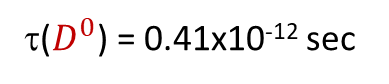 τ(D⁰) = 0.41x10⁻¹² sec